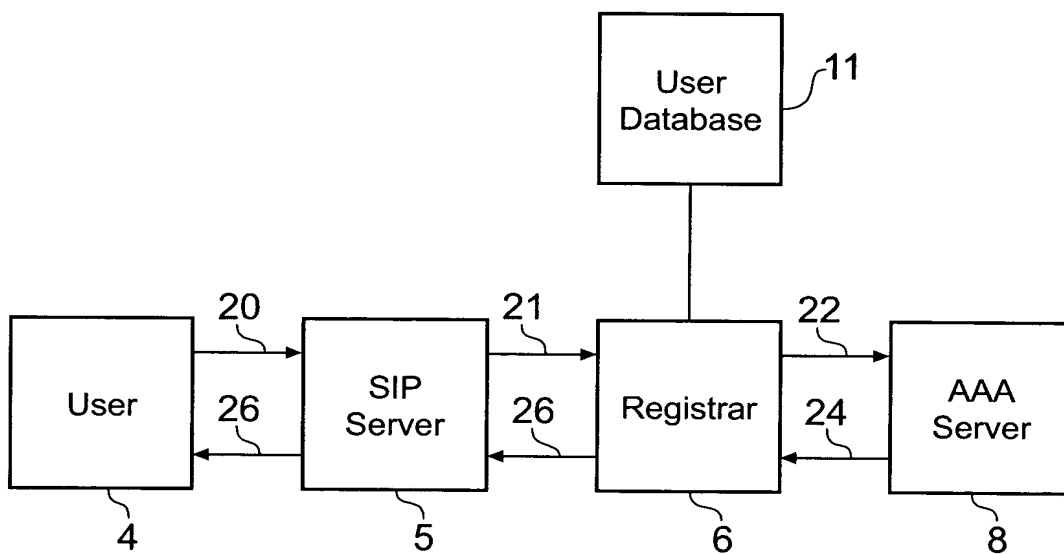 User
Database
11
20
21
22
User
SIP
Server
Registrar
AAA
Server
26
26
24
4
5
6
8